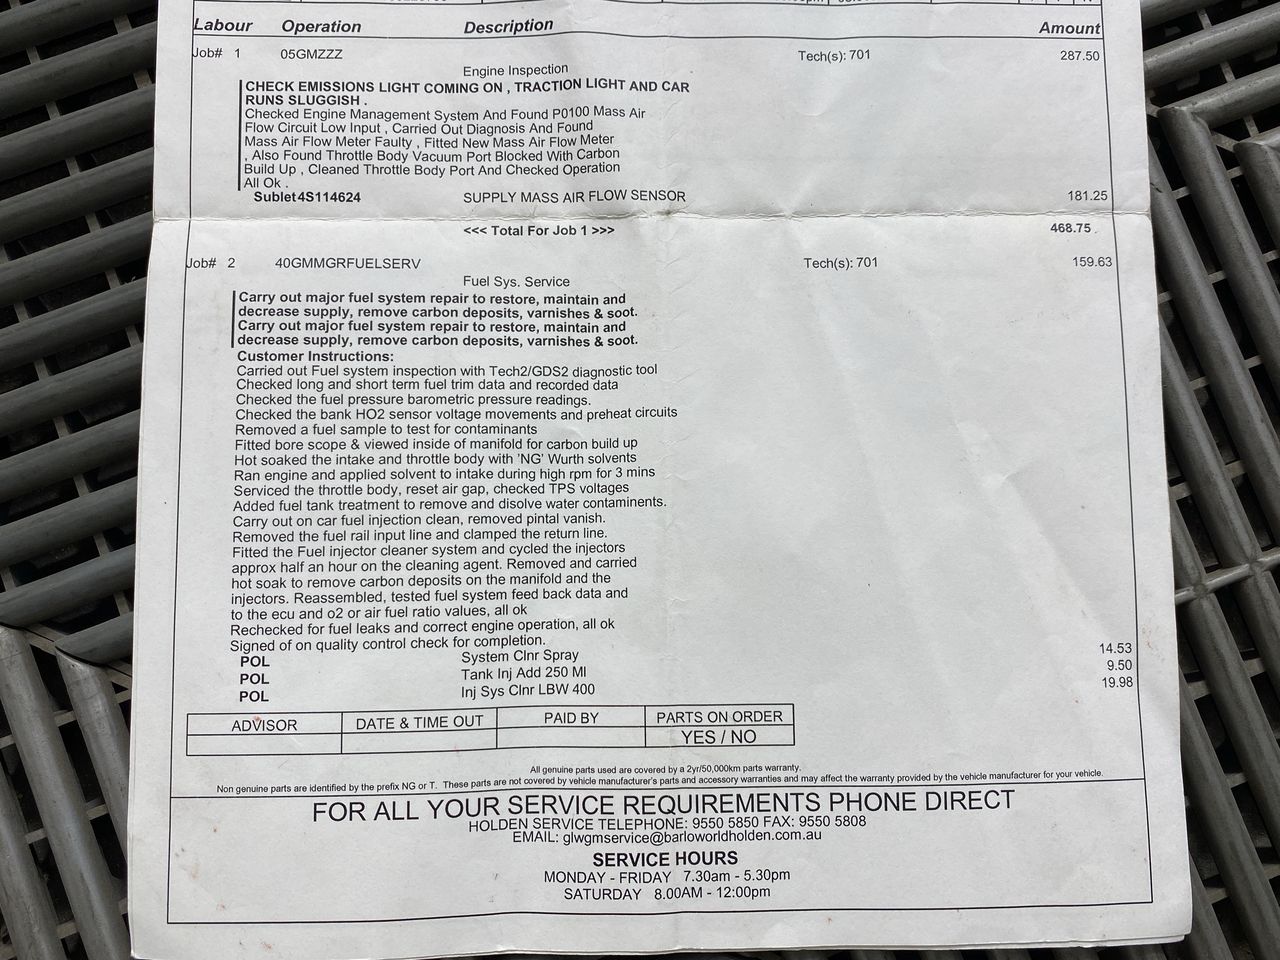 Labour Operation Description Amount
Job# 1 05GMZZZ Tech(s): 701 287.50
Engine Inspection
CHECK EMISSIONS LIGHT COMING ON , TRACTION LIGHT AND CAR
RUNS SLUGGISH .
Checked Engine Management System And Found P0100 Mass Air
Flow Circuit Low Input , Carried Out Diagnosis And Found
Mass Air Flow Meter Faulty , Fitted New Mass Air Flow Meter
, Also Found Throttle Body Vacuum Port Blocked With Carbon
Build Up , Cleaned Throttle Body Port And Checked Operation
All Ok .
Sublet4S114624 SUPPLY MASS AIR FLOW SENSOR 181.25
<<< Total For Job 1 >>> 468.75
Job# 2 40GMMGRFUELSERV Tech(s): 701 159.63
Fuel Sys. Service
Carry out major fuel system repair to restore, maintain and
decrease supply, remove carbon deposits, varnishes & soot.
Carry out major fuel system repair to restore, maintain and
decrease supply, remove carbon deposits, varnishes & soot.
Customer Instructions:
Carried out Fuel system inspection with Tech2/GDS2 diagnostic tool
Checked long and short term fuel trim data and recorded data
Checked the fuel pressure barometric pressure readings.
Checked the bank HO2 sensor voltage movements and preheat circuits
Removed a fuel sample to test for contaminants
Fitted bore scope & viewed inside of manifold for carbon build up
Hot soaked the intake and throttle body with 'NG' Wurth solvents
Ran engine and applied solvent to intake during high rpm for 3 mins
Serviced the throttle body, reset air gap, checked TPS voltages
Added fuel tank treatment to remove and disolve water contaminents.
Carry out on car fuel injection clean, removed pintal vanish.
Removed the fuel rail input line and clamped the return line.
Fitted the Fuel injector cleaner system and cycled the injectors
approx half an hour on the cleaning agent. Removed and carried
hot soak to remove carbon deposits on the manifold and the
injectors. Reassembled, tested fuel system feed back data and
to the ecu and o2 or air fuel ratio values, all ok
Rechecked for fuel leaks and correct engine operation, all ok
Signed of on quality control check for completion.
POL System Clnr Spray 14.53
POL Tank Inj Add 250 Ml 9.50
POL Inj Sys Clnr LBW 400 19.98
ADVISOR DATE & TIME OUT PAID BY PARTS ON ORDER
YES / NO
All genuine parts used are covered by a 2yr/50,000km parts warranty.
Non genuine parts are identified by the prefix NG or T. These parts are not covered by vehicle manufacturer's parts and accessory warranties and may affect the warranty provided by the vehicle manufacturer for your vehicle.
FOR ALL YOUR SERVICE REQUIREMENTS PHONE DIRECT
HOLDEN SERVICE TELEPHONE: 9550 5850 FAX: 9550 5808
EMAIL: glwgmservice@barloworldholden.com.au
SERVICE HOURS
MONDAY - FRIDAY 7.30am - 5.30pm
SATURDAY 8.00AM - 12:00pm